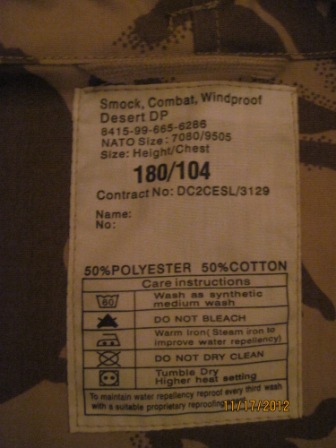 Smock, Combat, Windproof
Desert DP
8415-99-665-6286
NATO Size: 7080/9505
Size: Height/Chest
180/104
Contract No: DC2CESL/3129
Name:
No:
50%POLYESTER 50%COTTON
Care instructions
60
Wash as synthetic
medium wash
DO NOT BLEACH
Warm Iron( Steam iron to
improve water repellency)
DO NOT DRY CLEAN
Tumble Dry
Higher heat setting
To maintain water repellency reproof every third wash
with a suitable proprietary reproofing
11/17/2012